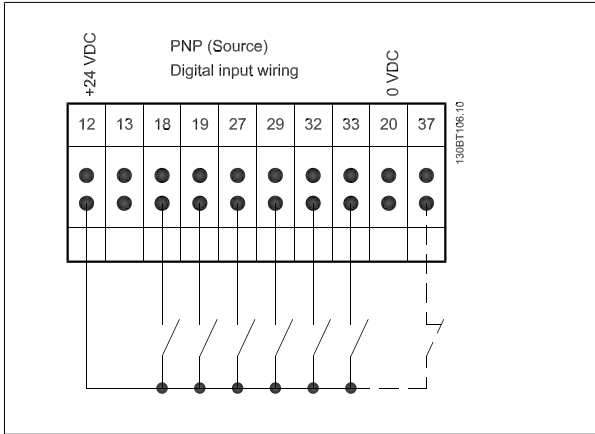 +24 VDC
PNP (Source)
Digital input wiring
0 VDC
12 13 18 19 27 29 32 33 20 37
130BT106.10